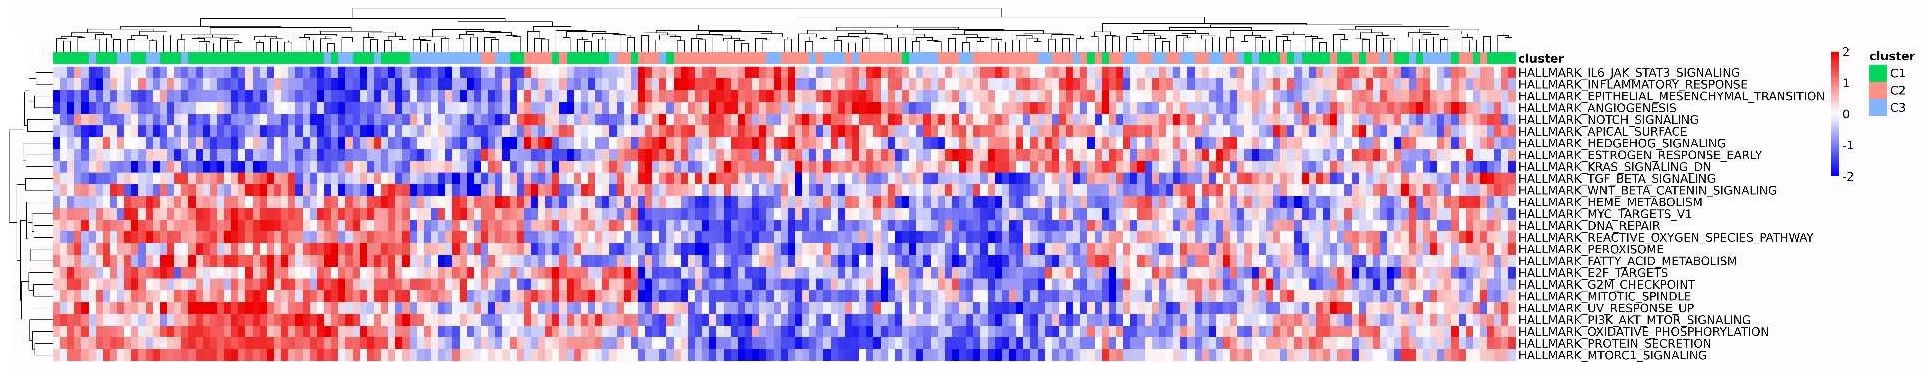 cluster
HALLMARK_IL6_JAK_STAT3_SIGNALING
HALLMARK_INFLAMMATORY_RESPONSE
HALLMARK_EPITHELIAL_MESENCHYMAL_TRANSITION
HALLMARK_ANGIOGENESIS
HALLMARK_NOTCH_SIGNALING
HALLMARK_APICAL_SURFACE
HALLMARK_HEDGEHOG_SIGNALING
HALLMARK_ESTROGEN_RESPONSE_EARLY
HALLMARK_KRAS_SIGNALING_DN
HALLMARK_TGF_BETA_SIGNALING
HALLMARK_WNT_BETA_CATENIN_SIGNALING
HALLMARK_HEME_METABOLISM
HALLMARK_MYC_TARGETS_V1
HALLMARK_DNA_REPAIR
HALLMARK_REACTIVE_OXYGEN_SPECIES_PATHWAY
HALLMARK_PEROXISOME
HALLMARK_FATTY_ACID_METABOLISM
HALLMARK_E2F_TARGETS
HALLMARK_G2M_CHECKPOINT
HALLMARK_MITOTIC_SPINDLE
HALLMARK_UV_RESPONSE_UP
HALLMARK_PI3K_AKT_MTOR_SIGNALING
HALLMARK_OXIDATIVE_PHOSPHORYLATION
HALLMARK_PROTEIN_SECRETION
HALLMARK_MTORC1_SIGNALING
2
1
0
-1
-2
cluster
C1
C2
C3